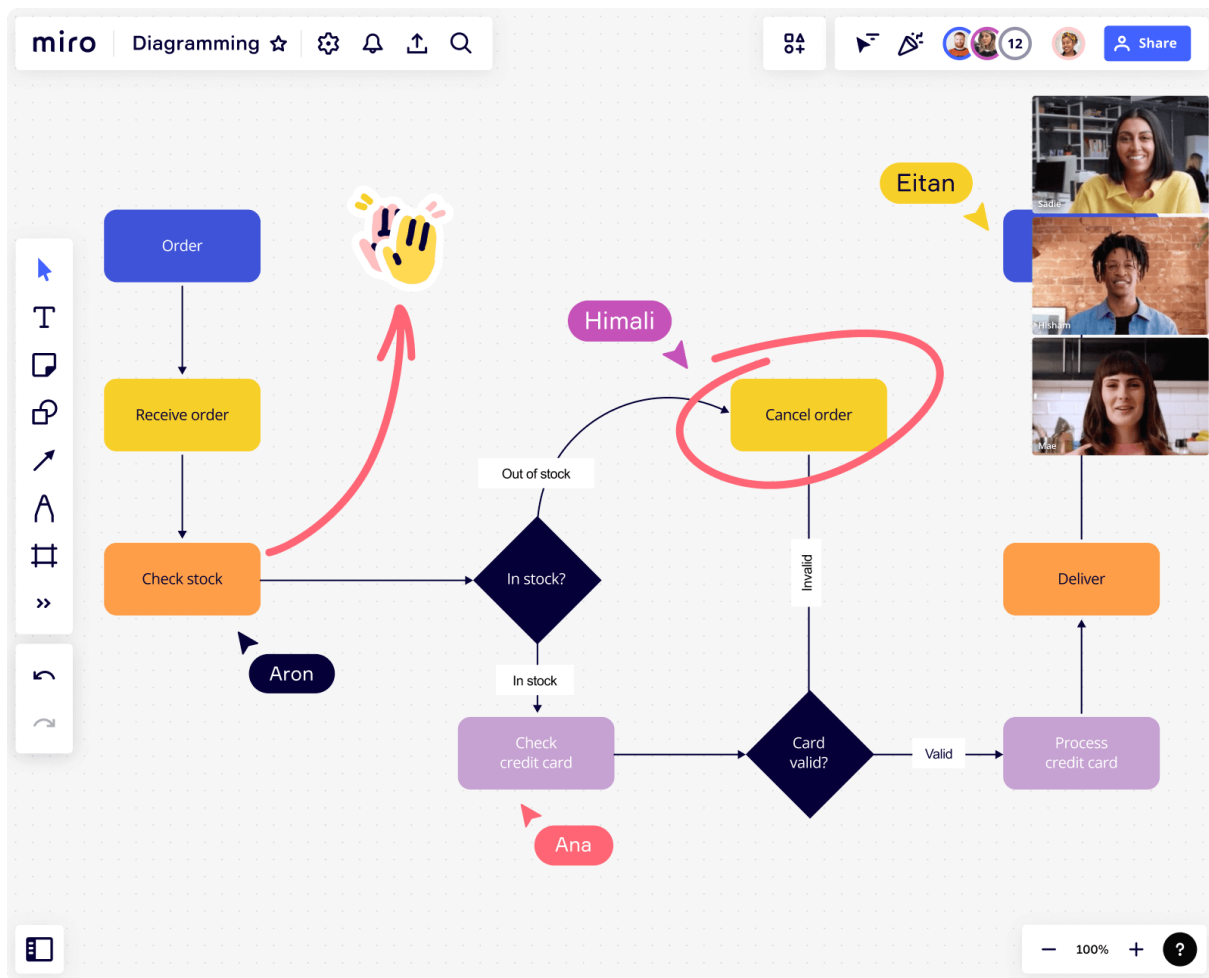 miro
Diagramming
12
Share
Sadie
Eitan
Order
Hisham
Himali
Receive order
Cancel order
Mae
Out of stock
Check stock
In stock?
Invalid
Deliver
Aron
In stock
Check
credit card
Card
valid?
Valid
Process
credit card
Ana
100%
?